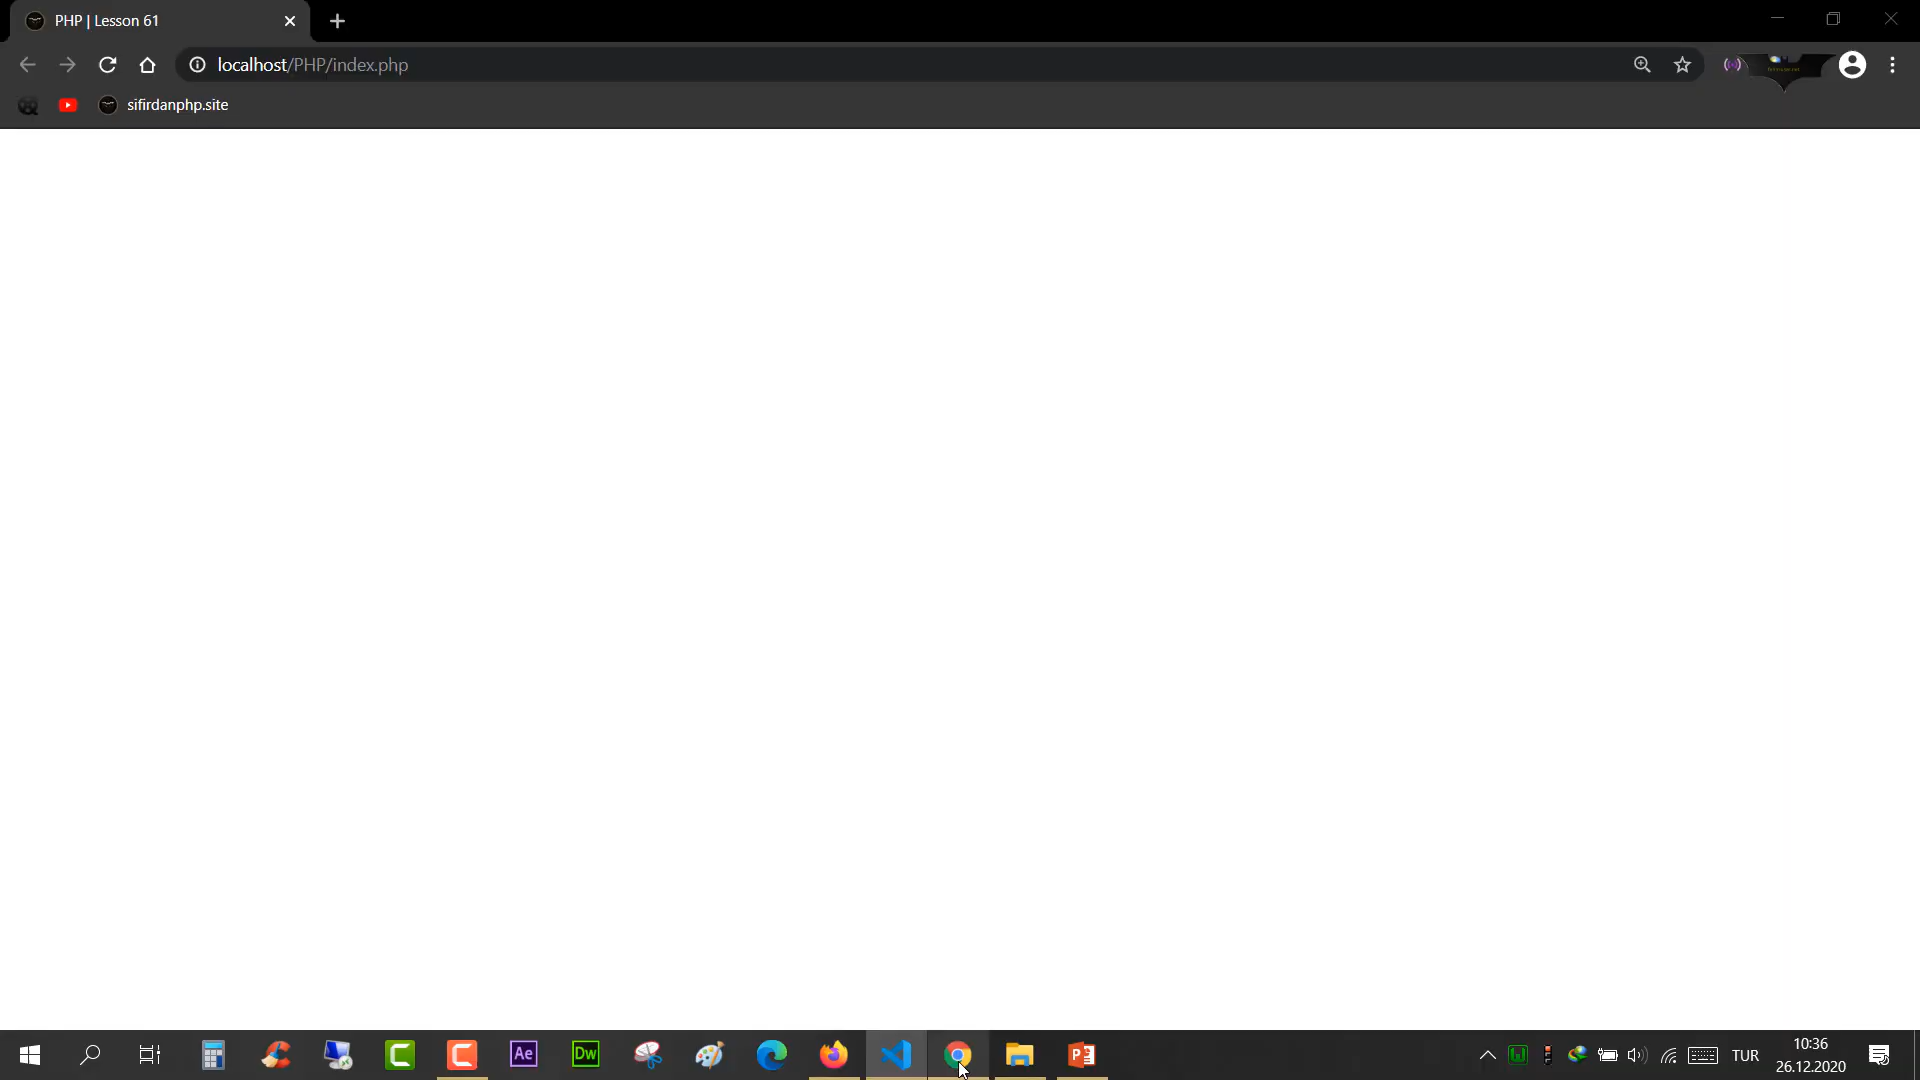 PHP | Lesson 61
localhost/PHP/index.php
sifirdanphp.site
Ae
Dw
TUR
10:36
26.12.2020